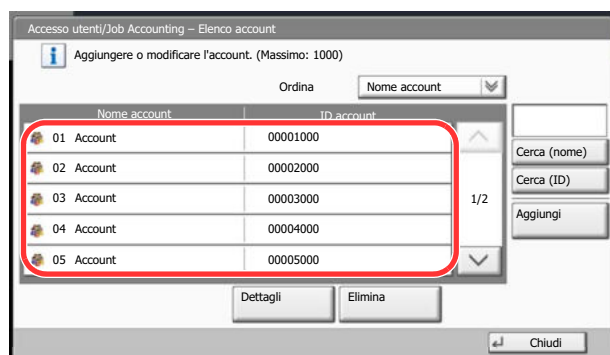 Accesso utenti/Job Accounting – Elenco account
Aggiungere o modificare l'account. (Massimo: 1000)
Ordina Nome account
Nome account ID account
01 Account 00001000
02 Account 00002000
03 Account 00003000
04 Account 00004000
05 Account 00005000
1/2
Cerca (nome)
Cerca (ID)
Aggiungi
Dettagli Elimina
Chiudi